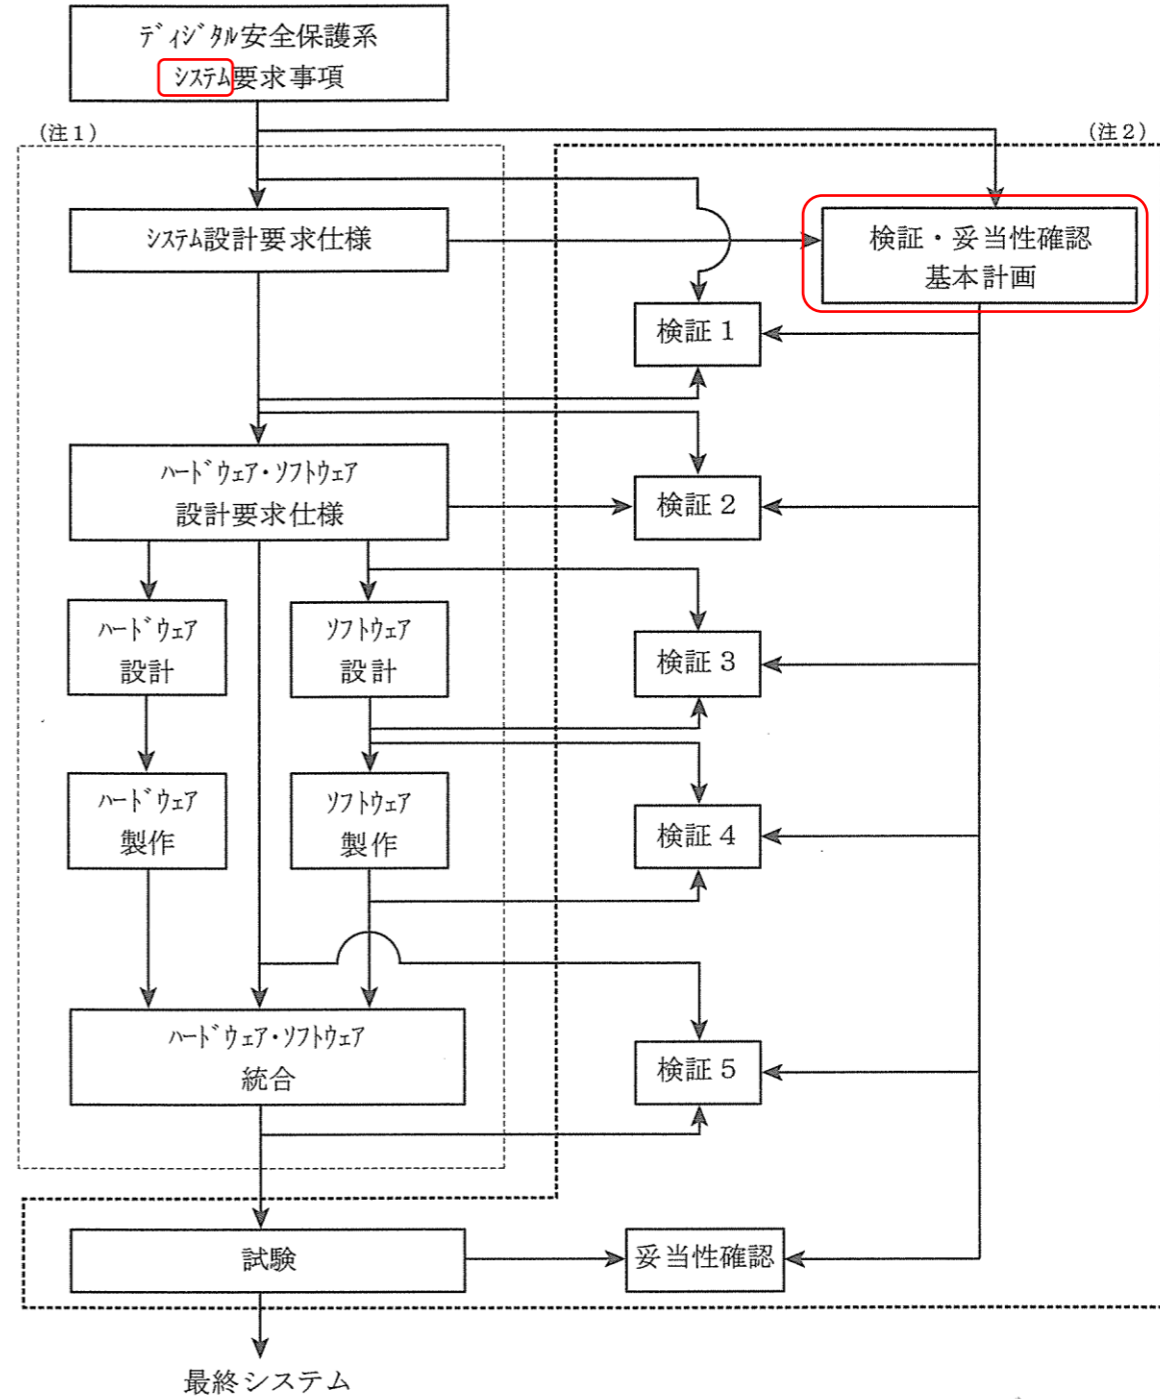 ディジタル安全保護系
システム要求事項
(注1)
(注2)
システム設計要求仕様
検証・妥当性確認
基本計画
検証1
ハードウェア・ソフトウェア
設計要求仕様
検証2
ハードウェア
設計
ソフトウェア
設計
検証3
ハードウェア
製作
ソフトウェア
製作
検証4
ハードウェア・ソフトウェア
統合
検証5
試験
妥当性確認
最終システム